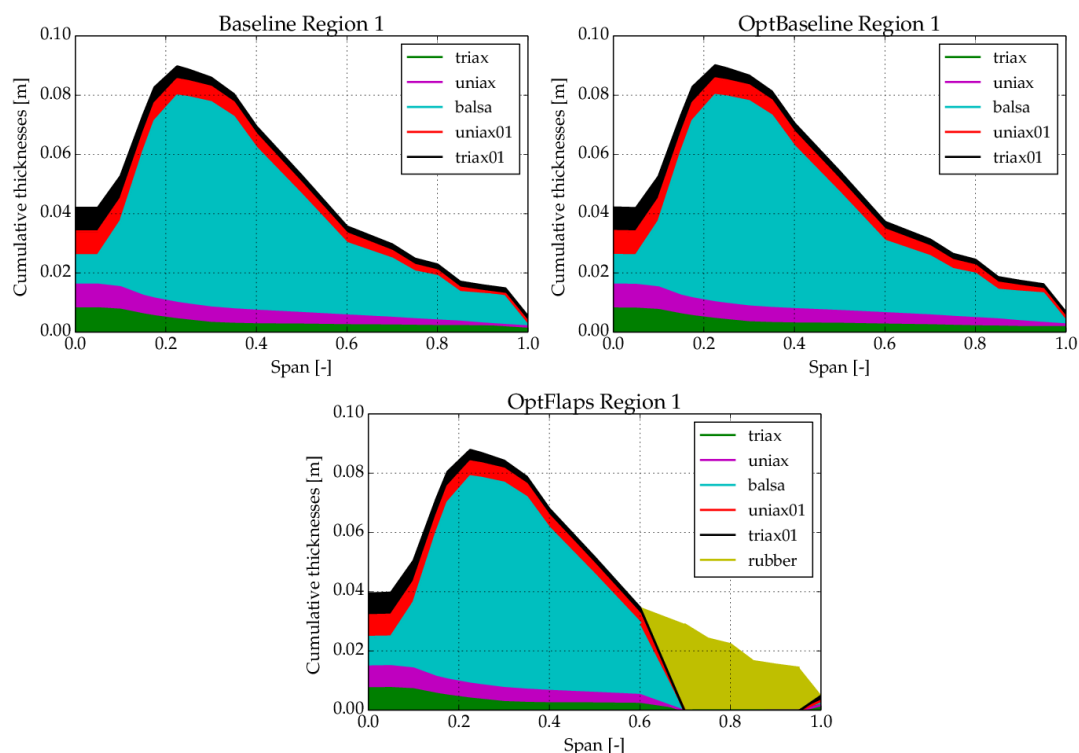 Baseline Region 1
0.10
0.08
0.06
0.04
0.02
0.00
Cumulative thicknesses [m]
triax
uniax
balsa
uniax01
triax01
0.0 0.2 0.4 0.6 0.8 1.0
Span [-]
OptBaseline Region 1
0.10
0.08
0.06
0.04
0.02
0.00
Cumulative thicknesses [m]
triax
uniax
balsa
uniax01
triax01
0.0 0.2 0.4 0.6 0.8 1.0
Span [-]
OptFlaps Region 1
0.10
0.08
0.06
0.04
0.02
0.00
Cumulative thicknesses [m]
triax
uniax
balsa
uniax01
triax01
rubber
0.0 0.2 0.4 0.6 0.8 1.0
Span [-]